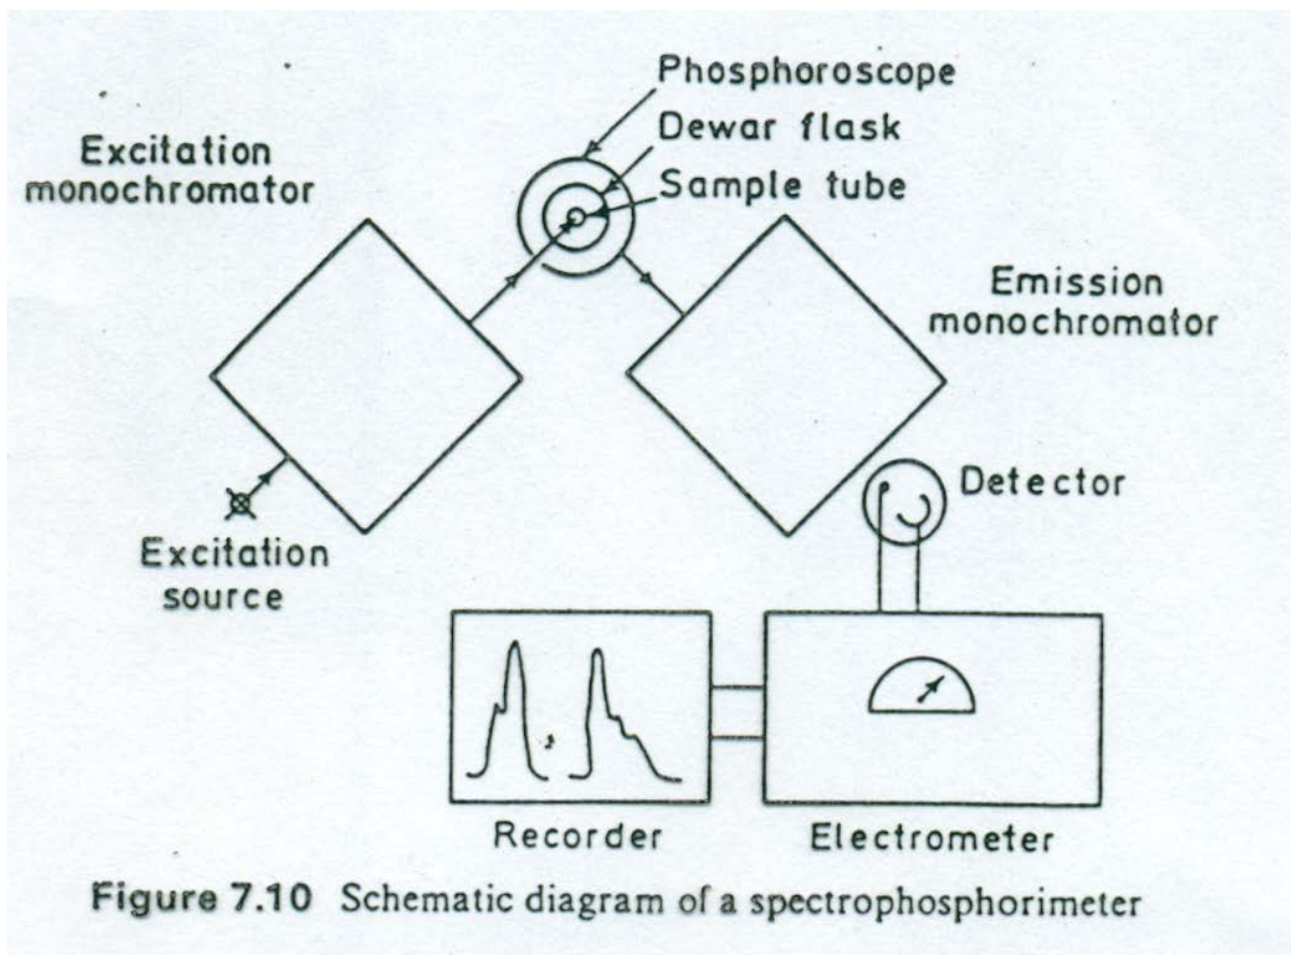 Phosphoroscope
Dewar flask
Sample tube
Excitation
monochromator
Emission
monochromator
Detector
Excitation
source
Recorder
Electrometer
Figure 7.10 Schematic diagram of a spectrophosphorimeter